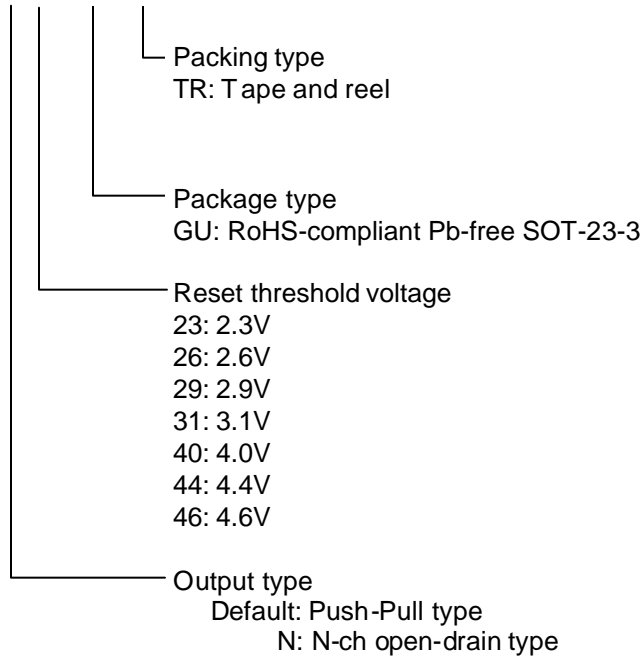 Packing type
TR: Tape and reel
Package type
GU: RoHS-compliant Pb-free SOT-23-3
Reset threshold voltage
23: 2.3V
26: 2.6V
29: 2.9V
31: 3.1V
40: 4.0V
44: 4.4V
46: 4.6V
Output type
Default: Push-Pull type
N: N-ch open-drain type